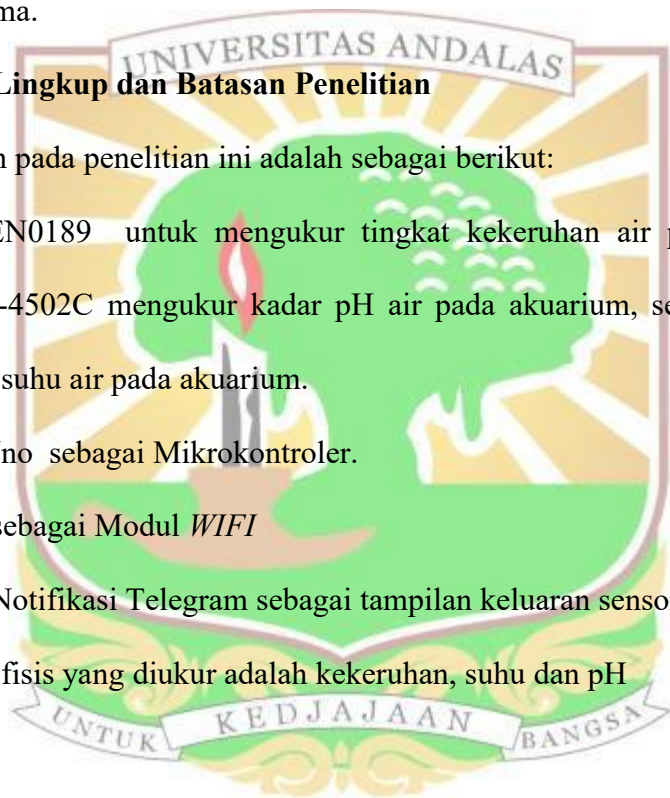 ma.
UNIVERSITAS ANDALAS
Lingkup dan Batasan Penelitian
n pada penelitian ini adalah sebagai berikut:
EN0189 untuk mengukur tingkat kekeruhan air p
-4502C mengukur kadar pH air pada akuarium, se
suhu air pada akuarium.
no sebagai Mikrokontroler.
sebagai Modul WIFI
Notifikasi Telegram sebagai tampilan keluaran senso
fisis yang diukur adalah kekeruhan, suhu dan pH
UNTUK KEDJAJAAN BANGSA